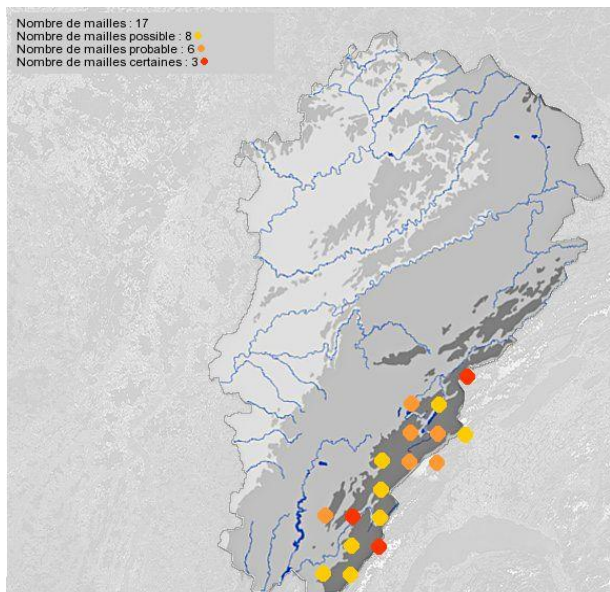 Nombre de mailles : 17
Nombre de mailles possible : 8
Nombre de mailles probable : 6
Nombre de mailles certaines : 3